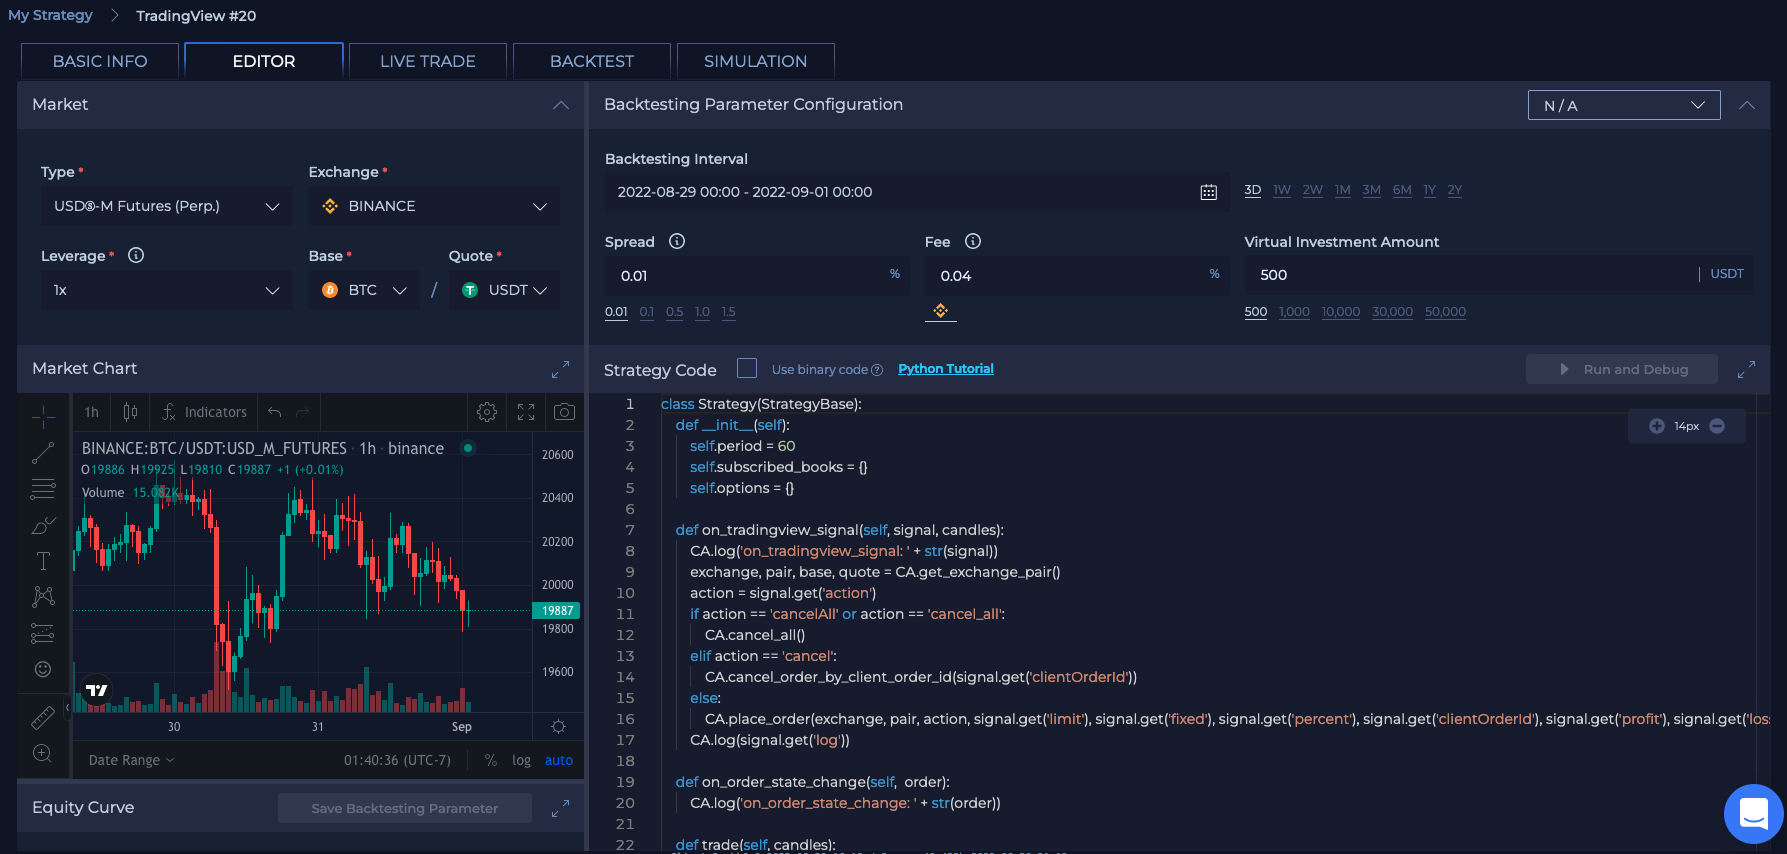 My Strategy > TradingView #20
BASIC INFO EDITOR LIVE TRADE BACKTEST SIMULATION
Market
Type *
Exchange *
USDⓈ-M Futures (Perp.)
BINANCE
Leverage *
Base *
Quote *
1x
BTC / USDT
Backtesting Parameter Configuration
N / A
Backtesting Interval
2022-08-29 00:00 - 2022-09-01 00:00
3D 1W 2W 1M 3M 6M 1Y 2Y
Spread
Fee
Virtual Investment Amount
0.01 %
0.04 %
500 | USDT
0.01 0.1 0.5 1.0 1.5
500 1,000 10,000 30,000 50,000
Market Chart
1h Indicators
BINANCE:BTC/USDT:USD_M_FUTURES · 1h · binance
O19886 H19925 L19810 C19887 +1 (+0.01%)
Volume 15.082K
20600
20400
20200
20000
19887
19800
19600
30 31 Sep
Date Range
01:40:36 (UTC-7) % log auto
Equity Curve
Save Backtesting Parameter
Strategy Code
Use binary code
Python Tutorial
Run and Debug
14px
1 class Strategy(StrategyBase):
2 def __init__(self):
3 self.period = 60
4 self.subscribed_books = {}
5 self.options = {}
6
7 def on_tradingview_signal(self, signal, candles):
8 CA.log('on_tradingview_signal: ' + str(signal))
9 exchange, pair, base, quote = CA.get_exchange_pair()
10 action = signal.get('action')
11 if action == 'cancelAll' or action == 'cancel_all':
12 CA.cancel_all()
13 elif action == 'cancel':
14 CA.cancel_order_by_client_order_id(signal.get('clientOrderId'))
15 else:
16 CA.place_order(exchange, pair, action, signal.get('limit'), signal.get('fixed'), signal.get('percent'), signal.get('clientOrderId'), signal.get('profit'), signal.get('los
17 CA.log(signal.get('log'))
18
19 def on_order_state_change(self, order):
20 CA.log('on_order_state_change: ' + str(order))
21
22 def trade(self, candles):